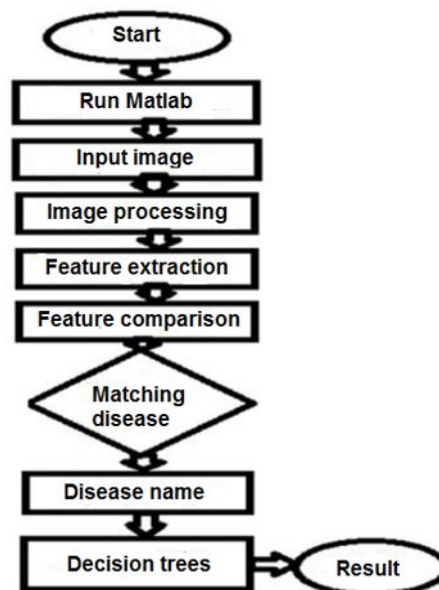 Start
Run Matlab
Input image
Image processing
Feature extraction
Feature comparison
Matching
disease
Disease name
Decision trees
Result